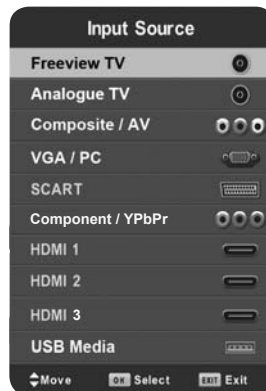 Input Source
Freeview TV
Analogue TV
Composite / AV
VGA / PC
SCART
Component / YPbPr
HDMI 1
HDMI 2
HDMI 3
USB Media
Move OK Select EXIT Exit